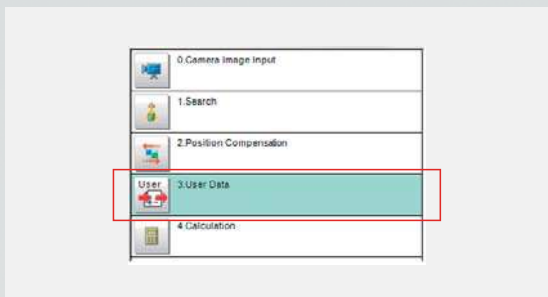 0.Camera Image Input
1.Search
2.Position Compensation
User
3.User Data
4.Calculation